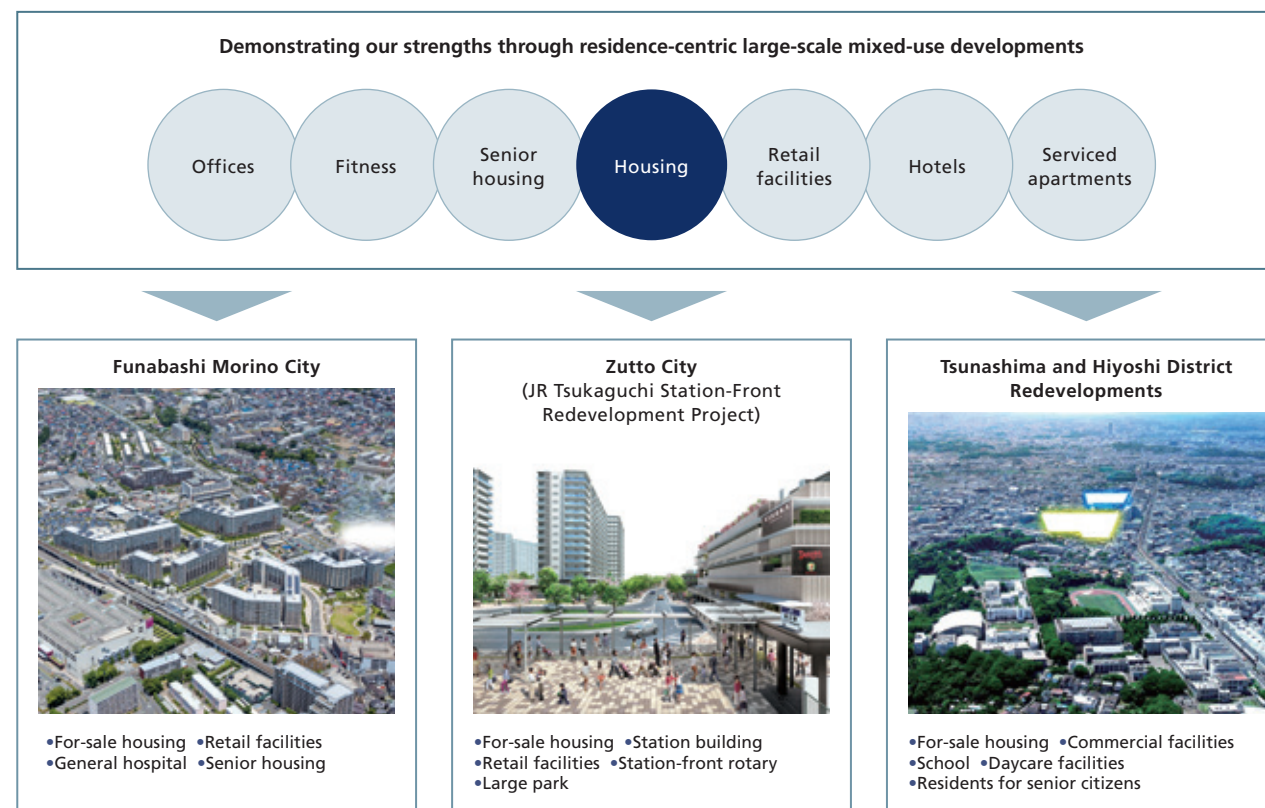 Demonstrating our strengths through residence-centric large-scale mixed-use developments
Offices
Fitness
Senior
housing
Housing
Retail
facilities
Hotels
Serviced
apartments
Funabashi Morino City
•For-sale housing •Retail facilities
•General hospital •Senior housing
Zutto City
(JR Tsukaguchi Station-Front
Redevelopment Project)
•For-sale housing •Station building
•Retail facilities •Station-front rotary
•Large park
Tsunashima and Hiyoshi District
Redevelopments
•For-sale housing •Commercial facilities
•School •Daycare facilities
•Residents for senior citizens